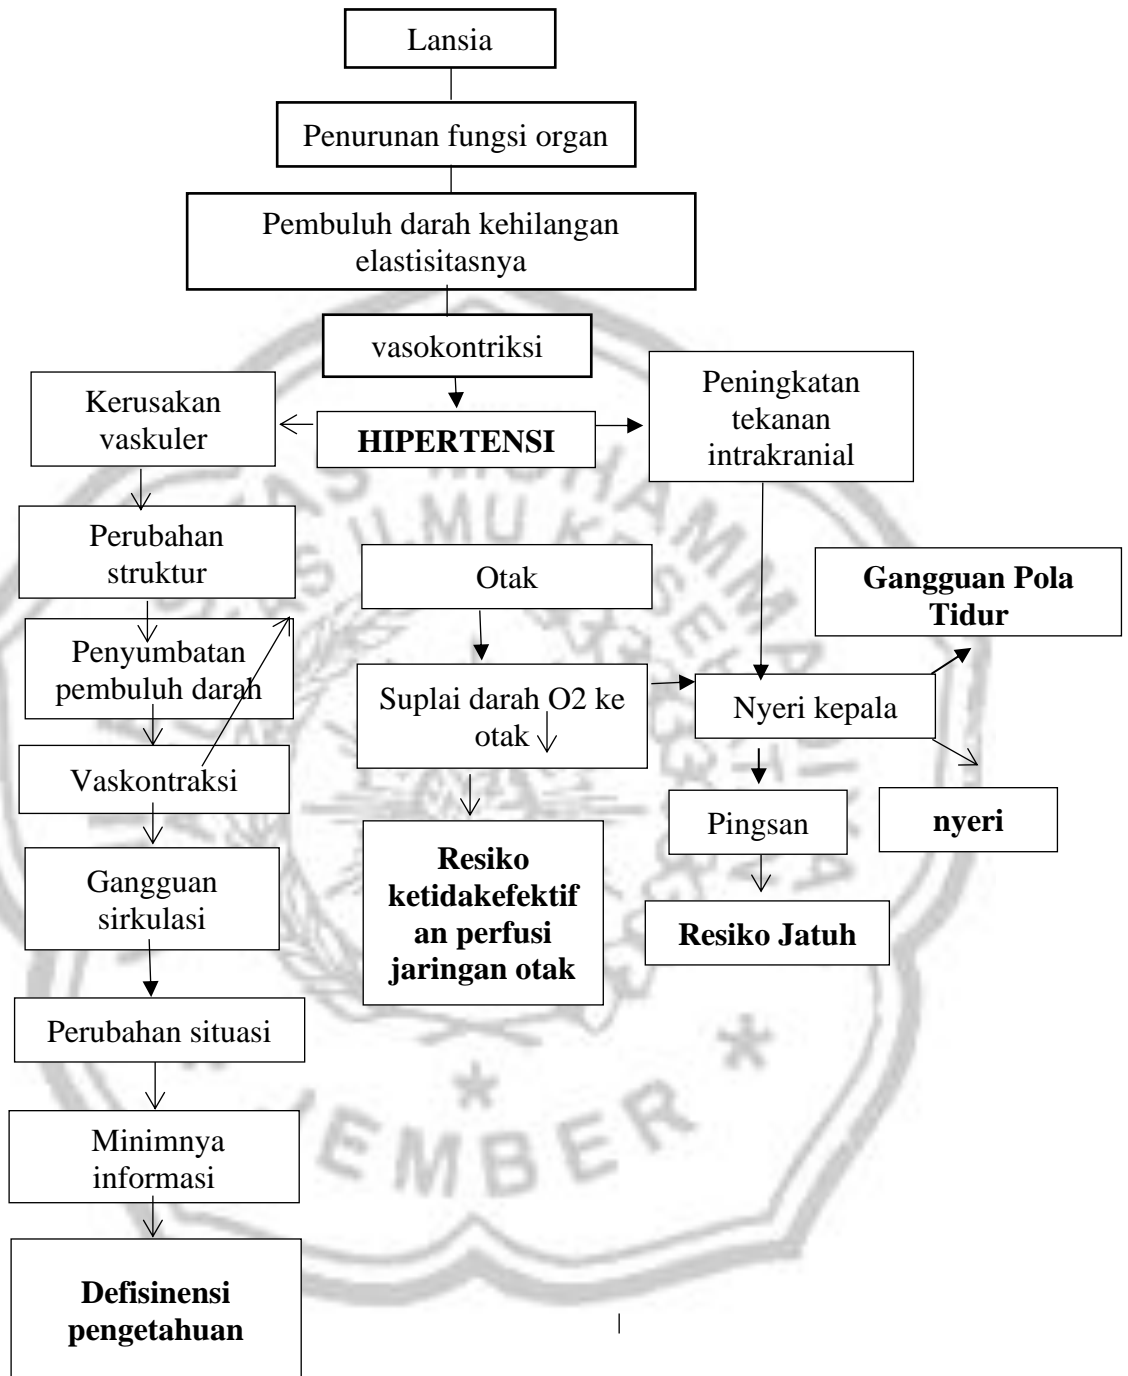 Lansia
Penurunan fungsi organ
Pembuluh darah kehilangan
elastisitasnya
vasokontriksi
Kerusakan
vaskuler
HIPERTENSI
Peningkatan
tekanan
intrakranial
Perubahan
struktur
Otak
Gangguan Pola
Tidur
Penyumbatan
pembuluh darah
Suplai darah O2 ke
otak
Nyeri kepala
Vaskontraksi
Pingsan
nyeri
Gangguan
sirkulasi
Resiko
ketidakefektif
an perfusi
jaringan otak
Resiko Jatuh
Perubahan situasi
Minimnya
informasi
Defisinensi
pengetahuan
JEMBER